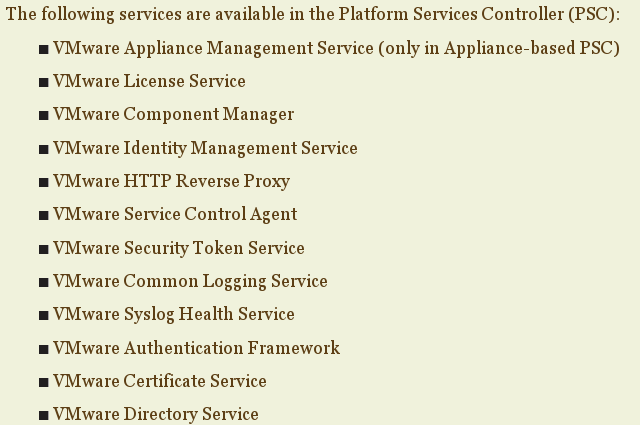 The following services are available in the Platform Services Controller (PSC):
■ VMware Appliance Management Service (only in Appliance-based PSC)
■ VMware License Service
■ VMware Component Manager
■ VMware Identity Management Service
■ VMware HTTP Reverse Proxy
■ VMware Service Control Agent
■ VMware Security Token Service
■ VMware Common Logging Service
■ VMware Syslog Health Service
■ VMware Authentication Framework
■ VMware Certificate Service
■ VMware Directory Service